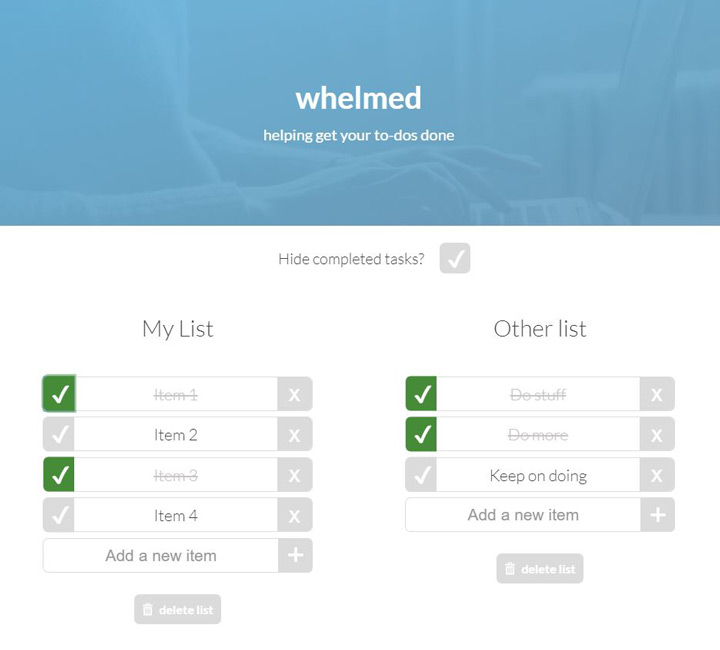 whelmed
helping get your to-dos done
Hide completed tasks?
My List
Item 1
Item 2
Item 3
Item 4
Add a new item
delete list
Other list
Do stuff
Do more
Keep on doing
Add a new item
delete list